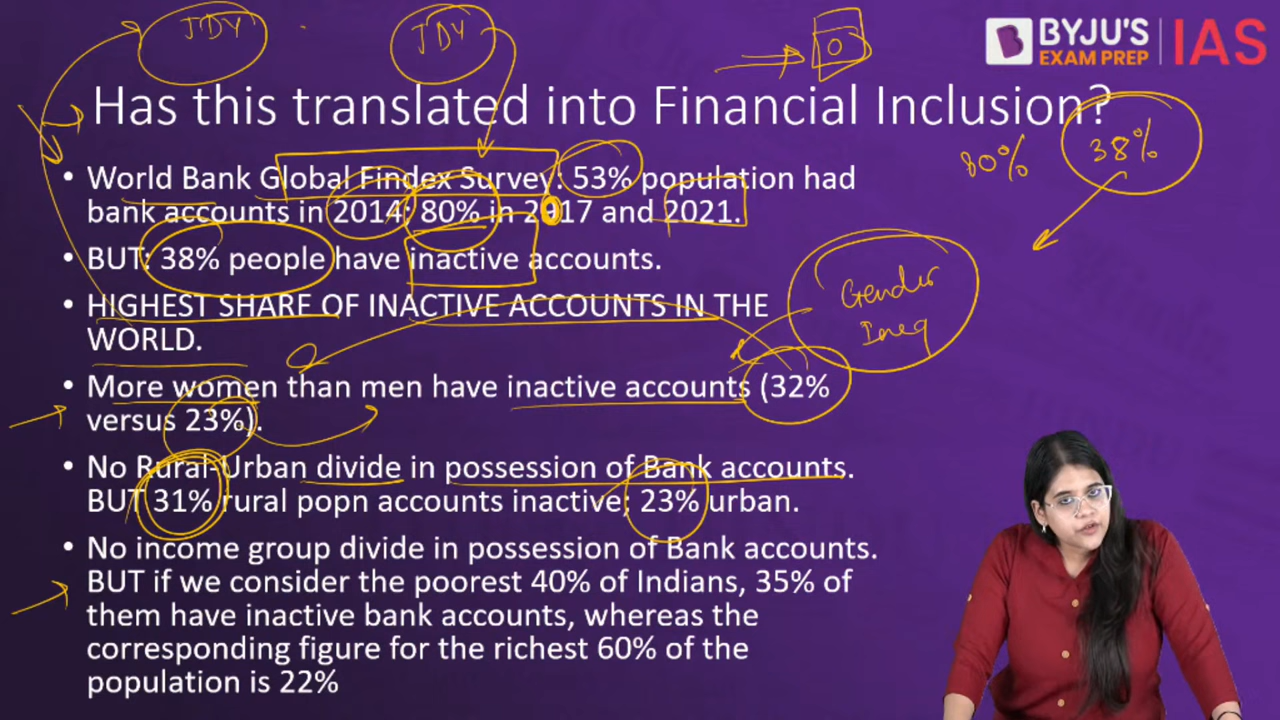 JDY
JDY
BYJU'S
EXAM PREP
IAS
Has this translated into Financial Inclusion?
80%
38%
• World Bank Global Findex Survey: 53% population had
bank accounts in 2014; 80% in 2017 and 2021.
• BUT: 38% people have inactive accounts.
Gender
Ineq
• HIGHEST SHARE OF INACTIVE ACCOUNTS IN THE
WORLD.
• More women than men have inactive accounts (32%
versus 23%).
• No Rural-Urban divide in possession of Bank accounts.
BUT 31% rural popn accounts inactive; 23% urban.
• No income group divide in possession of Bank accounts.
BUT if we consider the poorest 40% of Indians, 35% of
them have inactive bank accounts, whereas the
corresponding figure for the richest 60% of the
population is 22%